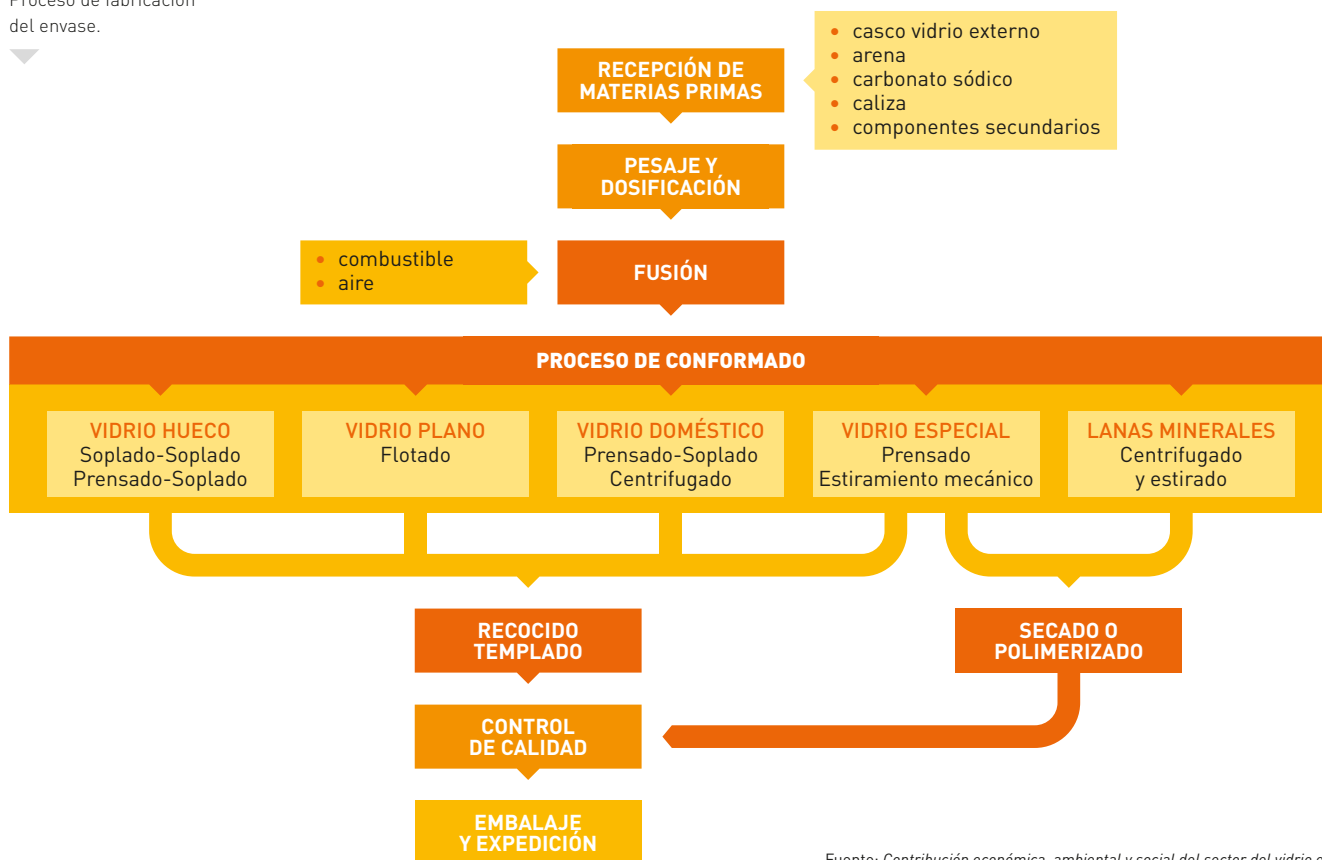 Proceso de fabricación
del envase.
RECEPCIÓN DE
MATERIAS PRIMAS
• casco vidrio externo
• arena
• carbonato sódico
• caliza
• componentes secundarios
PESAJE Y
DOSIFICACIÓN
• combustible
• aire
FUSIÓN
PROCESO DE CONFORMADO
VIDRIO HUECO
Soplado-Soplado
Prensado-Soplado
VIDRIO PLANO
Flotado
VIDRIO DOMÉSTICO
Prensado-Soplado
Centrifugado
VIDRIO ESPECIAL
Prensado
Estiramiento mecánico
LANAS MINERALES
Centrifugado
y estirado
RECOCIDO
TEMPLADO
SECADO O
POLIMERIZADO
CONTROL
DE CALIDAD
EMBALAJE
Y EXPEDICIÓN
Fuente: Contribución económica, ambiental y social del sector del vidrio